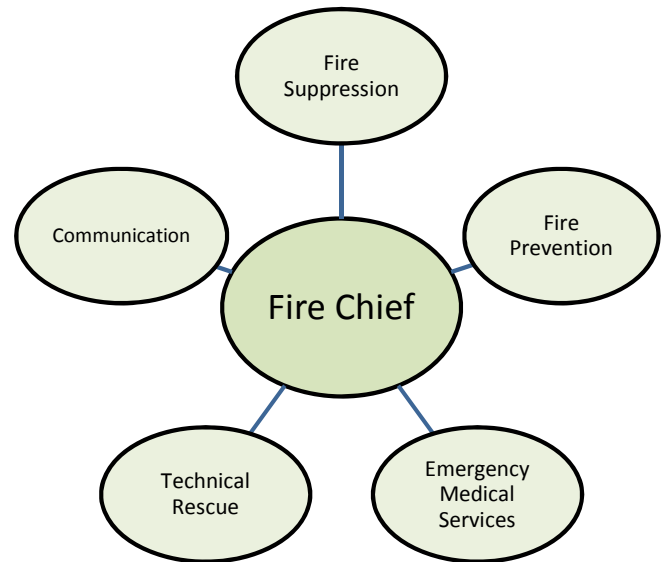 Fire
Suppression
Communication
Fire
Prevention
Fire Chief
Technical
Rescue
Emergency
Medical
Services